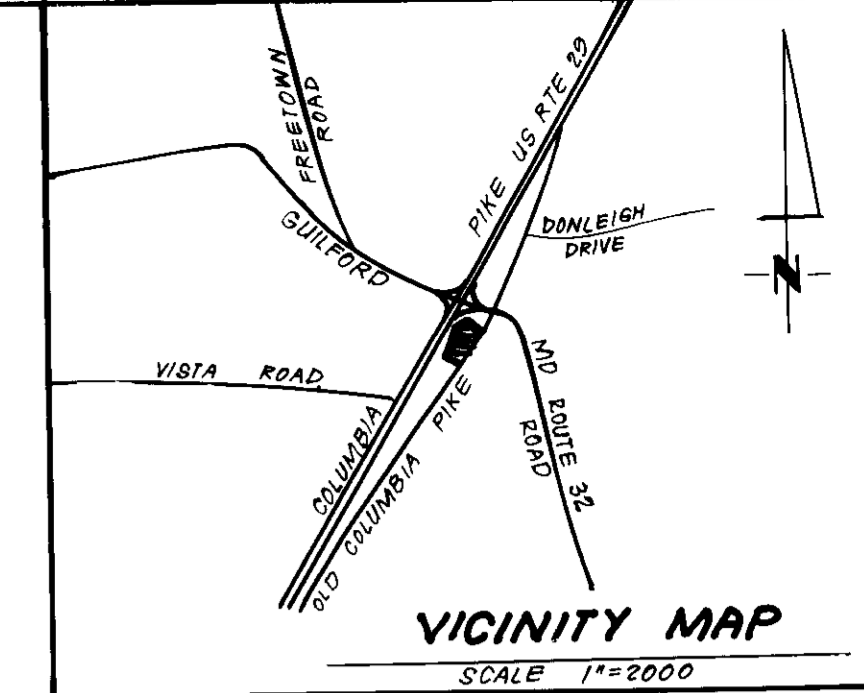 FREETOWN
ROAD
PIKE US RTE 29
GUILFORD
DONLEIGH
DRIVE
N
VISTA ROAD
COLUMBIA
OLD COLUMBIA PIKE
MD ROUTE 32
ROAD
VICINITY MAP
SCALE 1"=2000